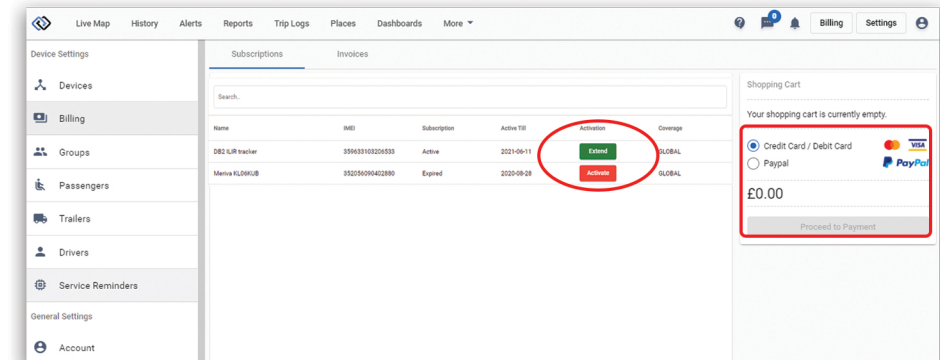 Live Map History Alerts Reports Trip Logs Places Dashboards More 0 Billing Settings
Device Settings
Devices
Billing
Groups
Passengers
Trailers
Drivers
Service Reminders
General Settings
Account
Subscriptions Invoices
Search..
Name IMEI Subscription Active Till Activation Coverage
DB2 ILIR tracker 359633103206533 Active 2021-06-11 Extend GLOBAL
Meriva KL06KUB 352056090402880 Expired 2020-08-28 Activate GLOBAL
Shopping Cart
Your shopping cart is currently empty.
Credit Card / Debit Card VISA
Paypal PayPal
£0.00
Proceed to Payment